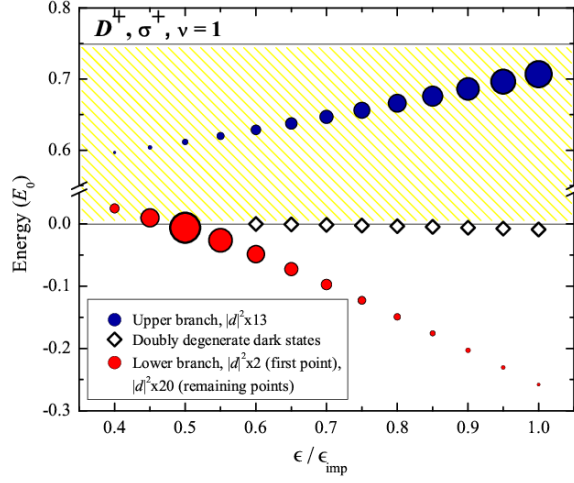 D⁺, σ⁺, ν = 1
0.8
0.7
0.6
0.0
-0.1
-0.2
-0.3
Energy (E₀)
Upper branch, |d|²x13
Doubly degenerate dark states
Lower branch, |d|²x2 (first point),
|d|²x20 (remaining points)
0.4 0.5 0.6 0.7 0.8 0.9 1.0
ϵ / ϵimp